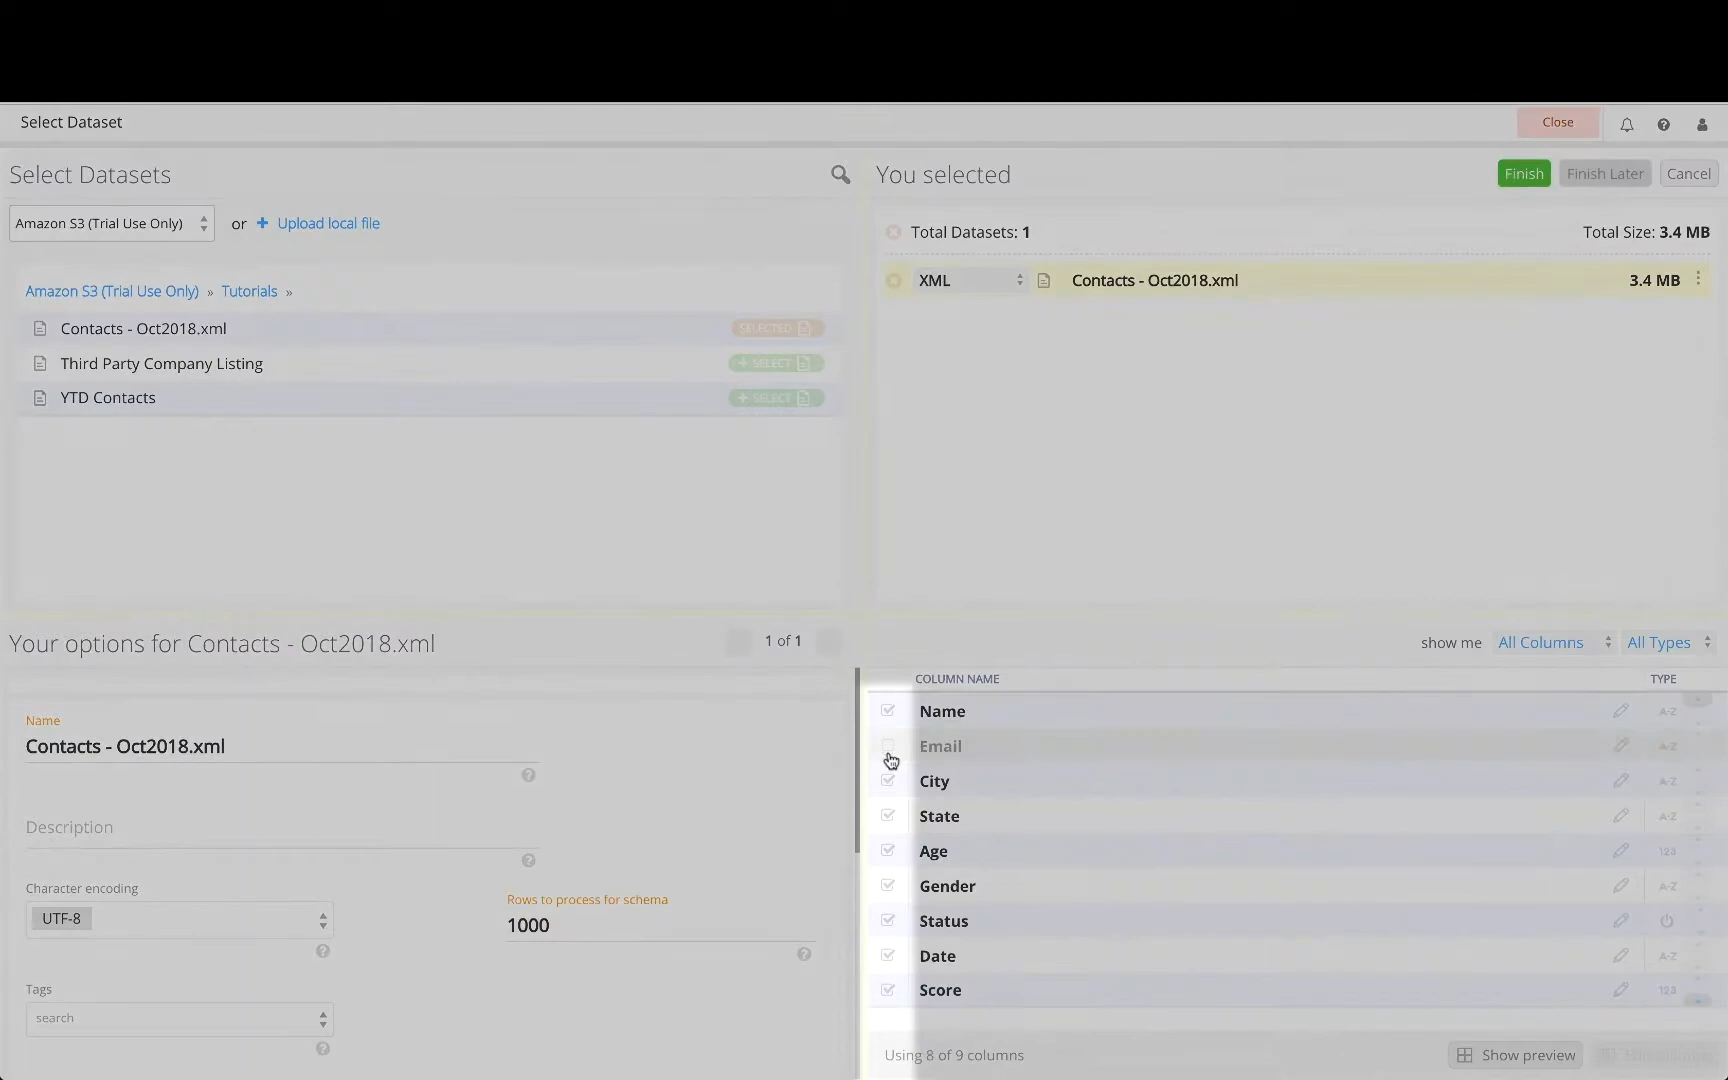 Select Dataset
Close
Select Datasets
You selected
Finish
Finish Later
Cancel
Amazon S3 (Trial Use Only)
or + Upload local file
Total Datasets: 1
Total Size: 3.4 MB
XML
Contacts - Oct2018.xml
3.4 MB
Amazon S3 (Trial Use Only) » Tutorials »
Contacts - Oct2018.xml
SELECTED
Third Party Company Listing
+ SELECT
YTD Contacts
+ SELECT
Your options for Contacts - Oct2018.xml
1 of 1
show me All Columns All Types
COLUMN NAME
TYPE
Name
Contacts - Oct2018.xml
Description
Character encoding
UTF-8
Rows to process for schema
1000
Tags
search
Name
A-Z
Email
A-Z
City
A-Z
State
A-Z
Age
123
Gender
A-Z
Status
Date
A-Z
Score
123
Using 8 of 9 columns
Show preview